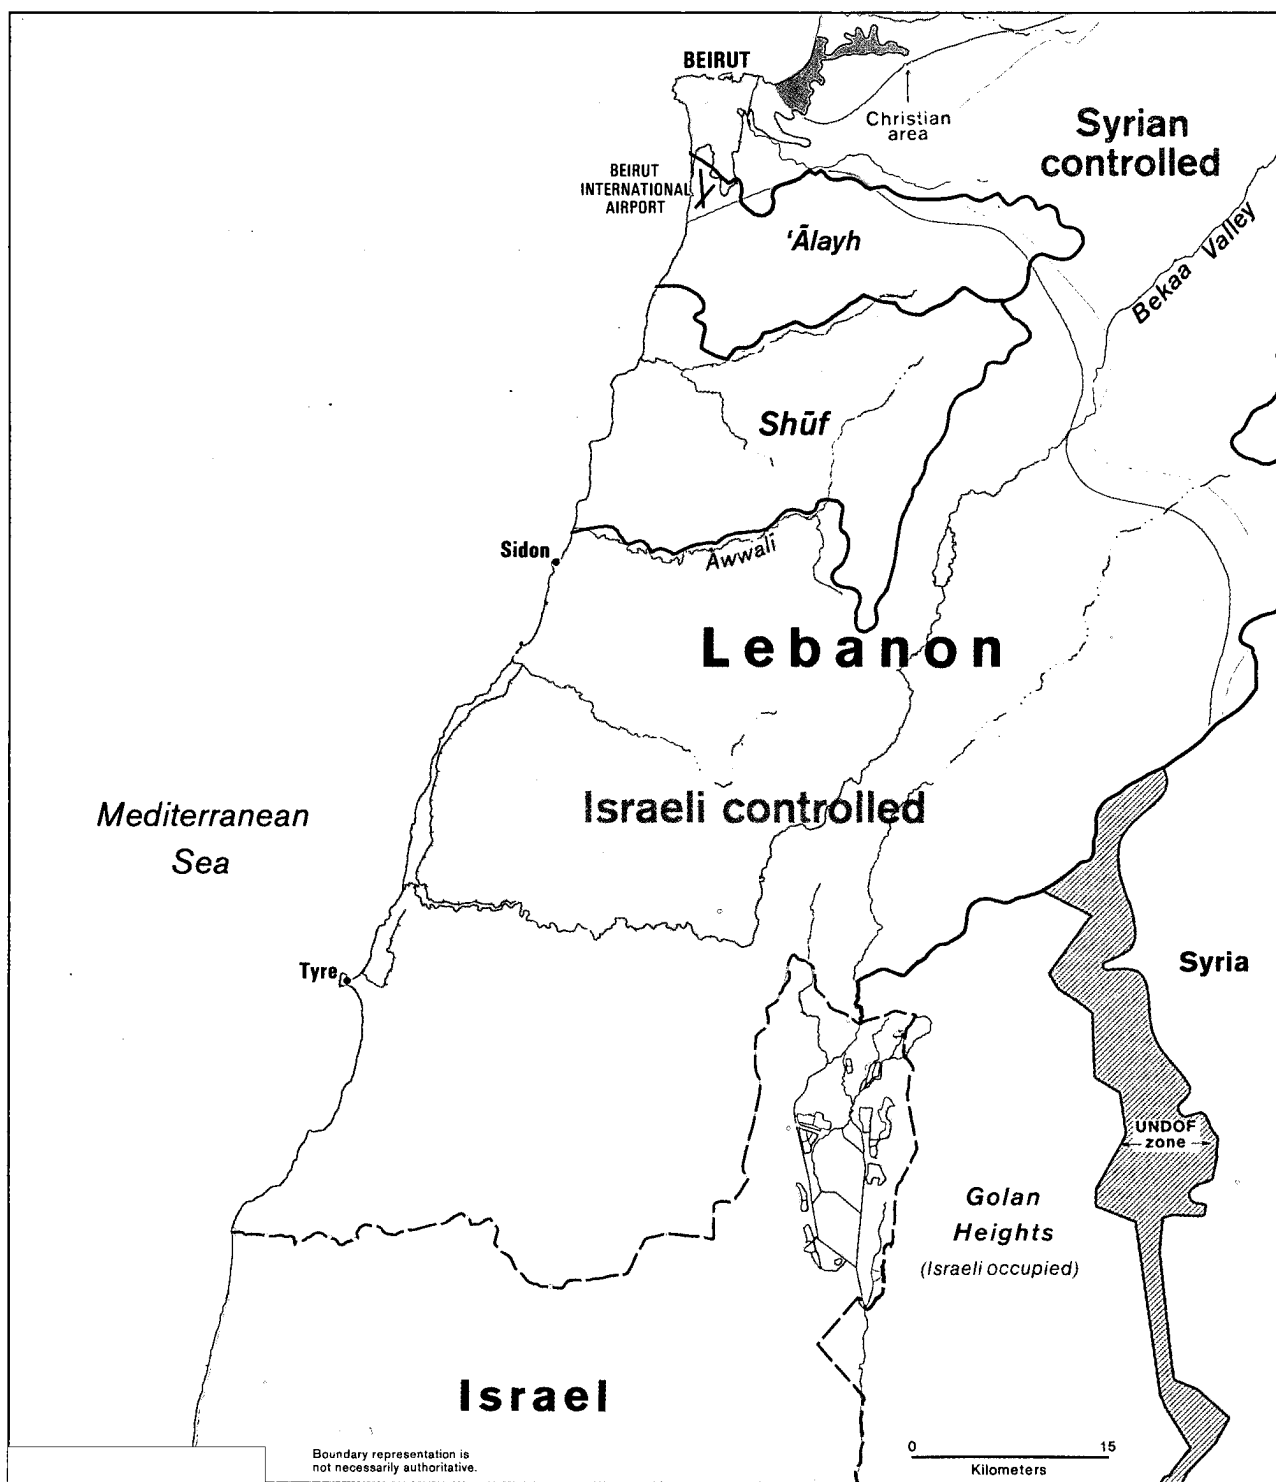 BEIRUT
Christian
area
Syrian
controlled
BEIRUT
INTERNATIONAL
AIRPORT
‘Ālayh
Bekaa Valley
Shūf
Sidon
Awwali
Lebanon
Mediterranean
Sea
Israeli controlled
Tyre
Syria
UNDOF
zone
Golan
Heights
(Israeli occupied)
Israel
Boundary representation is
not necessarily authoritative.
0 15
Kilometers